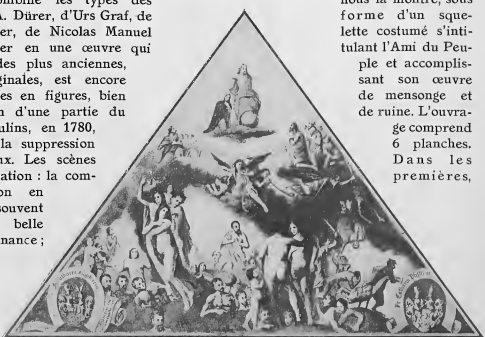 combine les types des
A. Dürer, d'Urs Graf, de
er, de Nicolas Manuel
er en une œuvre qui
des plus anciennes,
ginales, est encore
es en figures, bien
n d'une partie du
ulins, en 1780,
la suppression
ux. Les scènes
ation : la com-
on en
souvent
belle
nance ;
nous la montre, sous
forme d'un sque-
lette costumé s'inti-
tulant l'Ami du Peu-
ple et accomplis-
sant son œuvre
de mensonge et
de ruine. L'ouvra-
ge comprend
6 planches.
Dans les
premières,